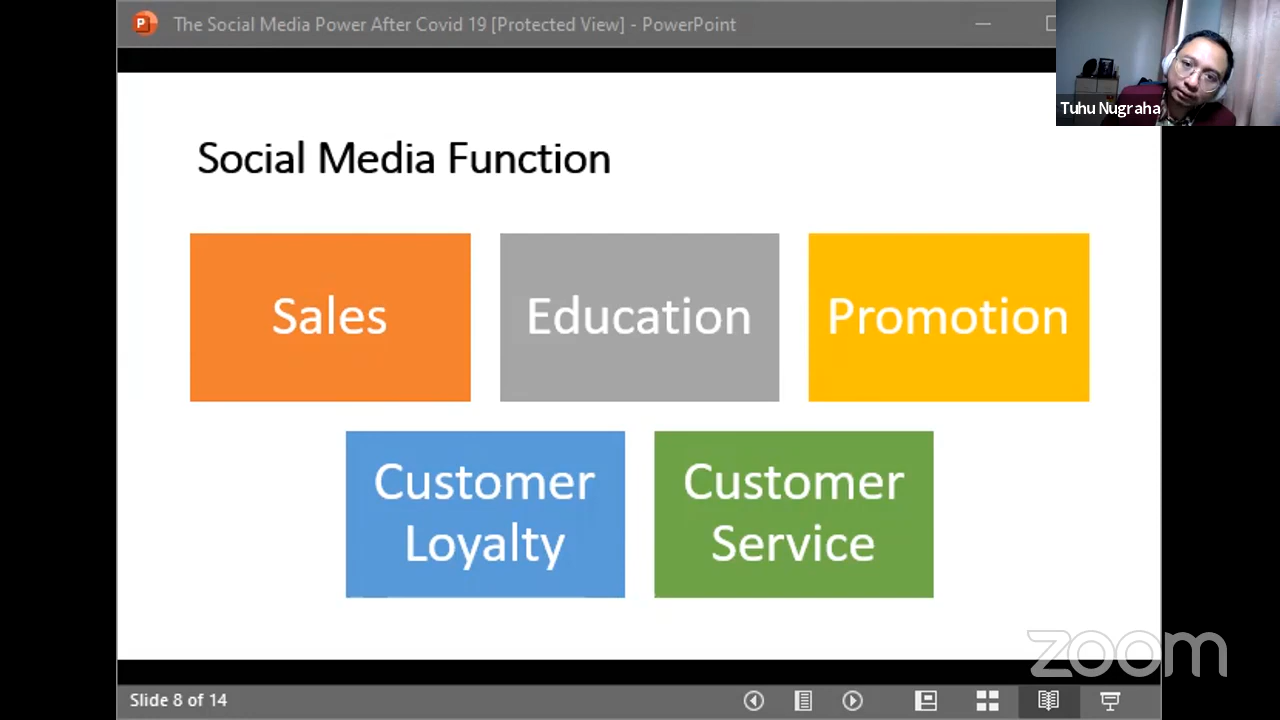 P
The Social Media Power After Covid 19 [Protected View] - PowerPoint
Tuhu Nugraha
Social Media Function
Sales
Education
Promotion
Customer
Loyalty
Customer
Service
zoom
Slide 8 of 14